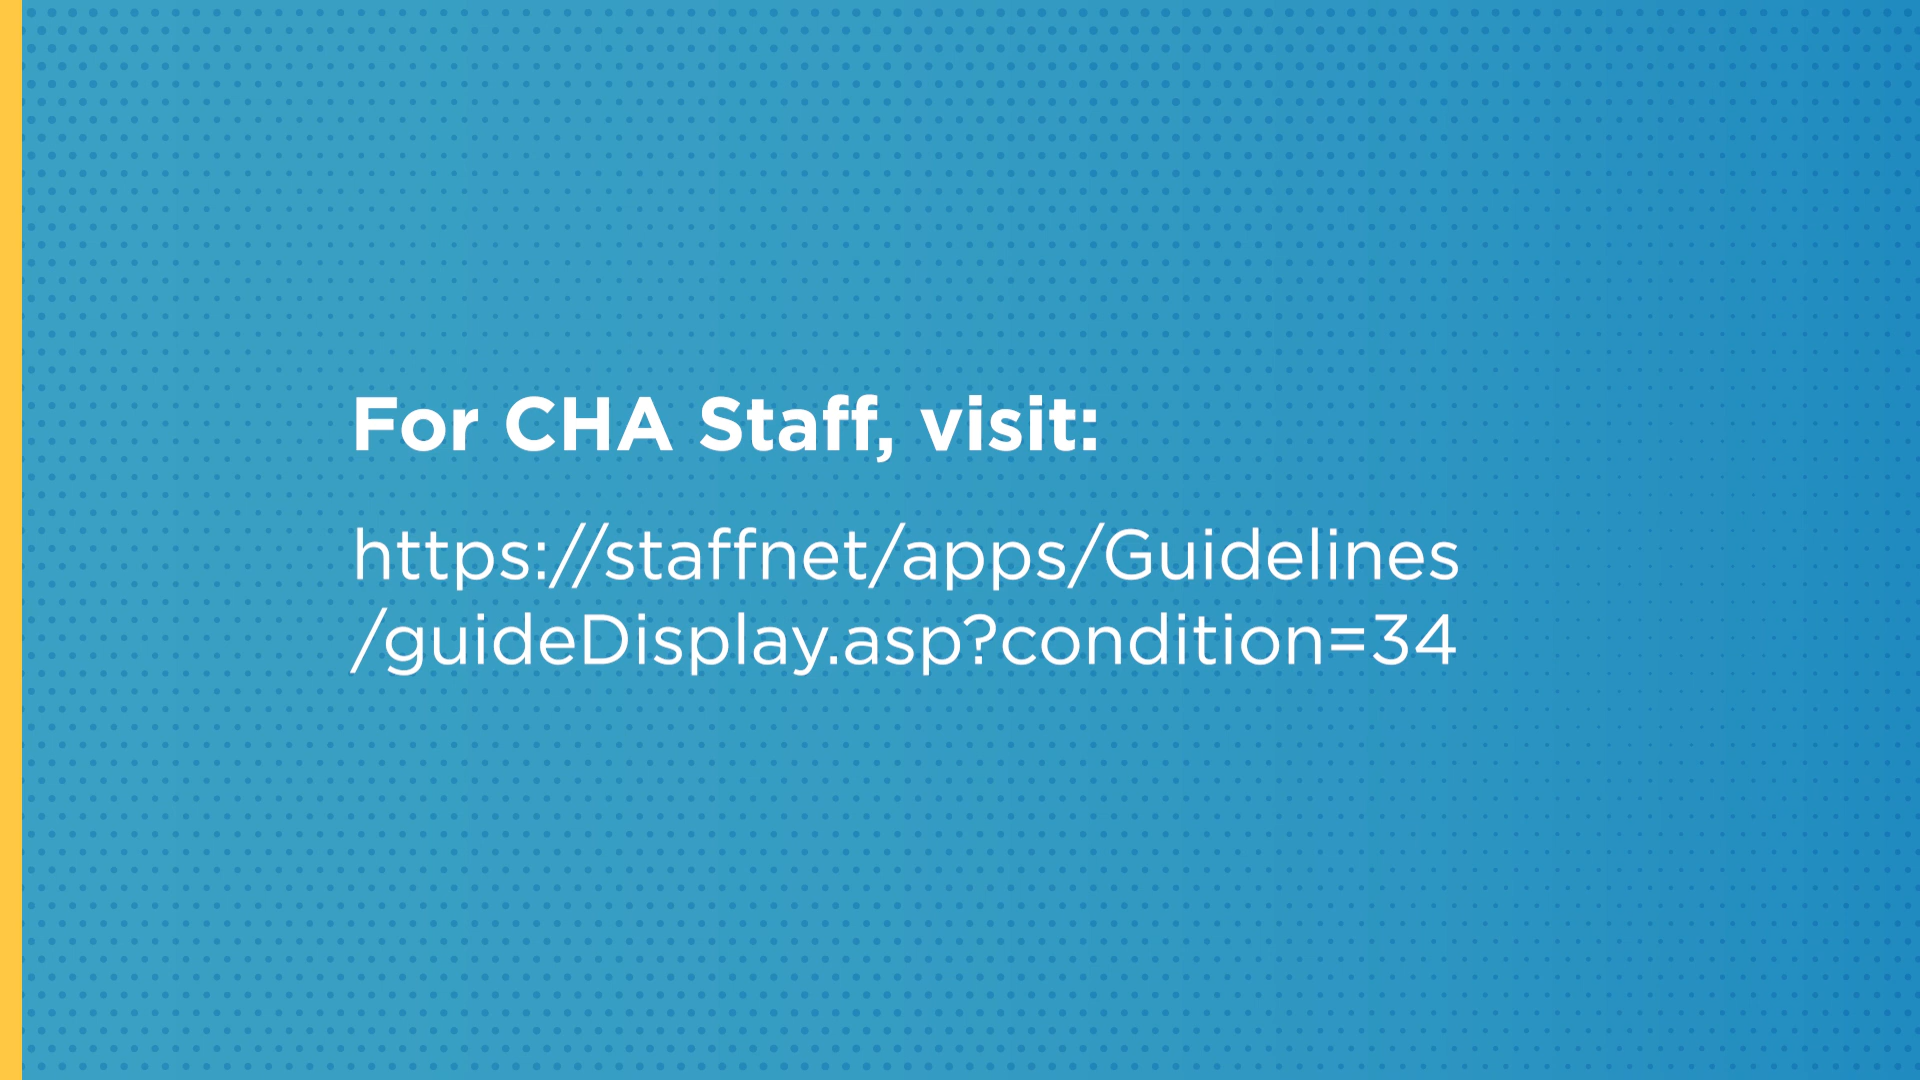 For CHA Staff, visit:
https://staffnet/apps/Guidelines
/guideDisplay.asp?condition=34